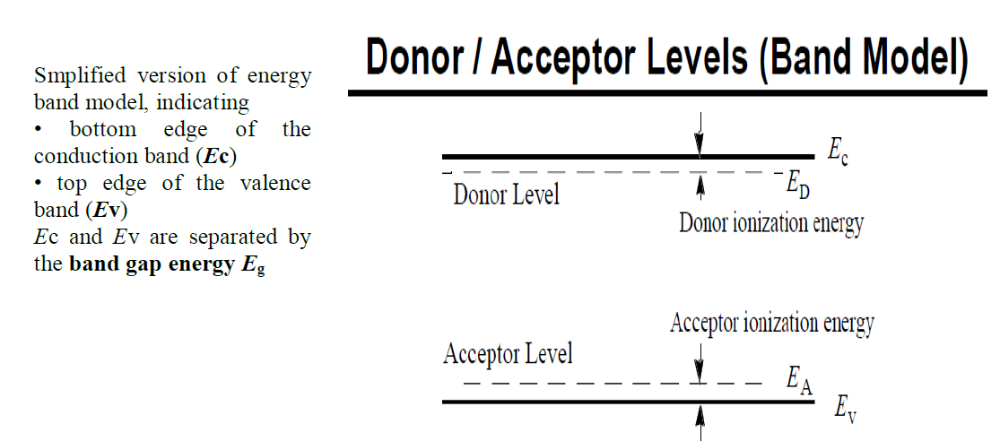 Donor / Acceptor Levels (Band Model)
Smplified version of energy
band model, indicating
• bottom edge of the
conduction band (Ec)
• top edge of the valence
band (Ev)
Ec and Ev are separated by
the band gap energy Eg
Ec
ED
Donor Level
Donor ionization energy
Acceptor ionization energy
Acceptor Level
EA
Ev